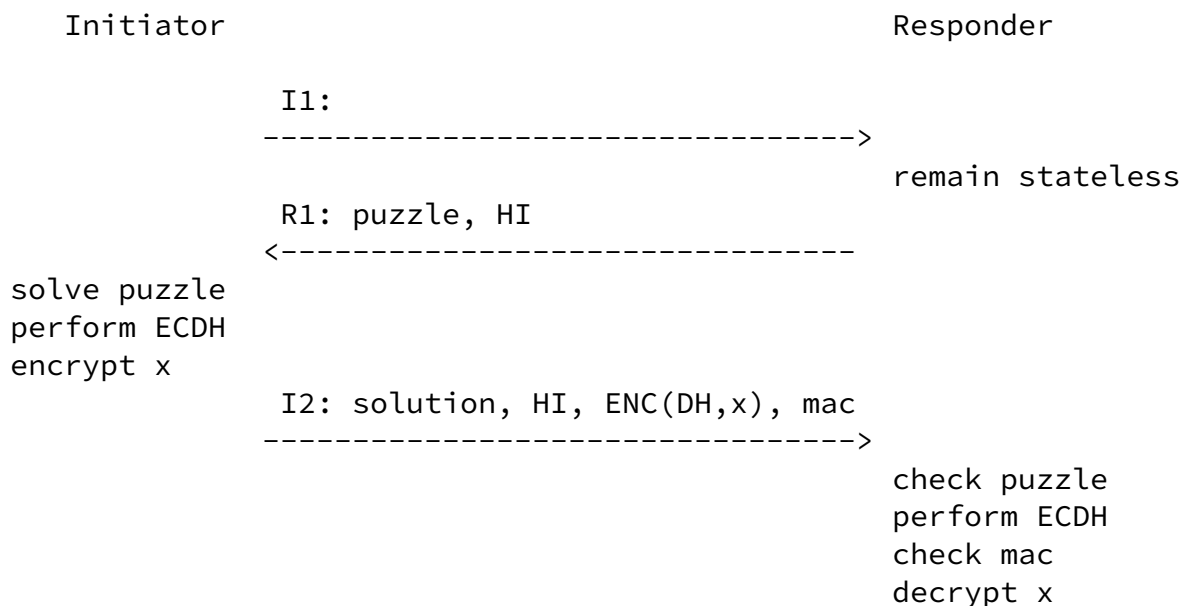 Initiator Responder
I1:
--------------------------------->
remain stateless
R1: puzzle, HI
<--------------------------------
solve puzzle
perform ECDH
encrypt x
I2: solution, HI, ENC(DH,x), mac
--------------------------------->
check puzzle
perform ECDH
check mac
decrypt x